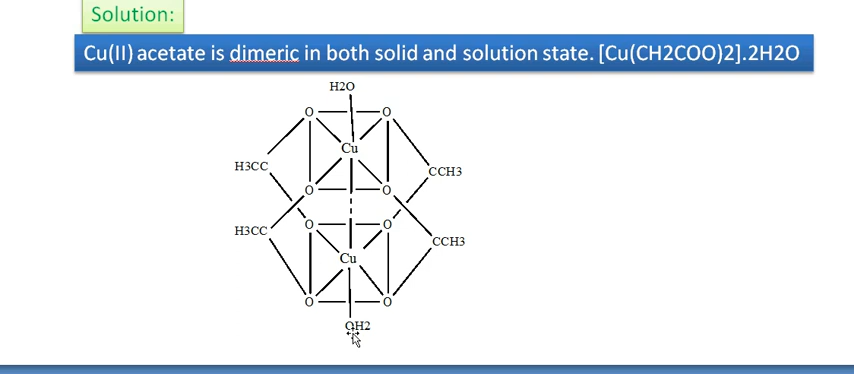 Solution:
Cu(II) acetate is dimeric in both solid and solution state. [Cu(CH2COO)2].2H2O
H2O
O O
Cu
H3CC CCH3
O O
O O
H3CC CCH3
Cu
O O
OH2